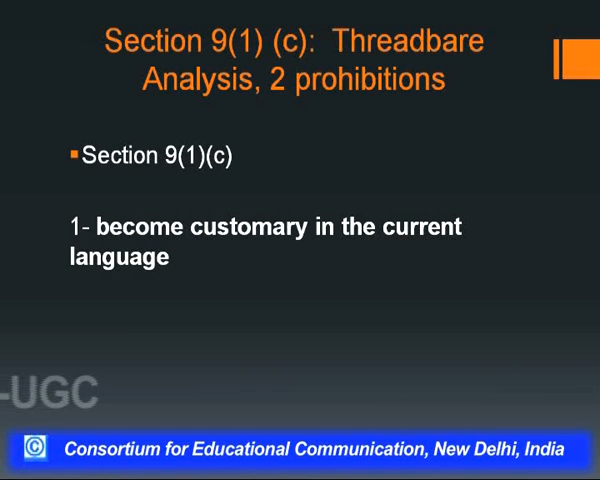 Section 9(1) (c): Threadbare
Analysis, 2 prohibitions
Section 9(1)(c)
1- become customary in the current
language
-UGC
© Consortium for Educational Communication, New Delhi, India